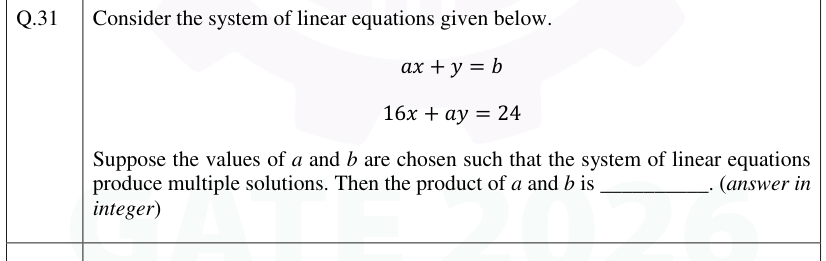 Q.31 Consider the system of linear equations given below.
ax + y = b
16x + ay = 24
Suppose the values of a and b are chosen such that the system of linear equations
produce multiple solutions. Then the product of a and b is __________. (answer in
integer)
GATE 2026